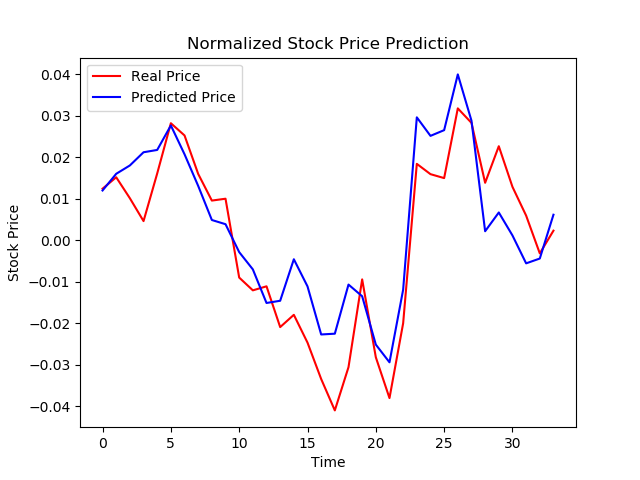 Normalized Stock Price Prediction
Real Price
Predicted Price
0.04
0.03
0.02
0.01
0.00
−0.01
−0.02
−0.03
−0.04
Stock Price
0 5 10 15 20 25 30
Time